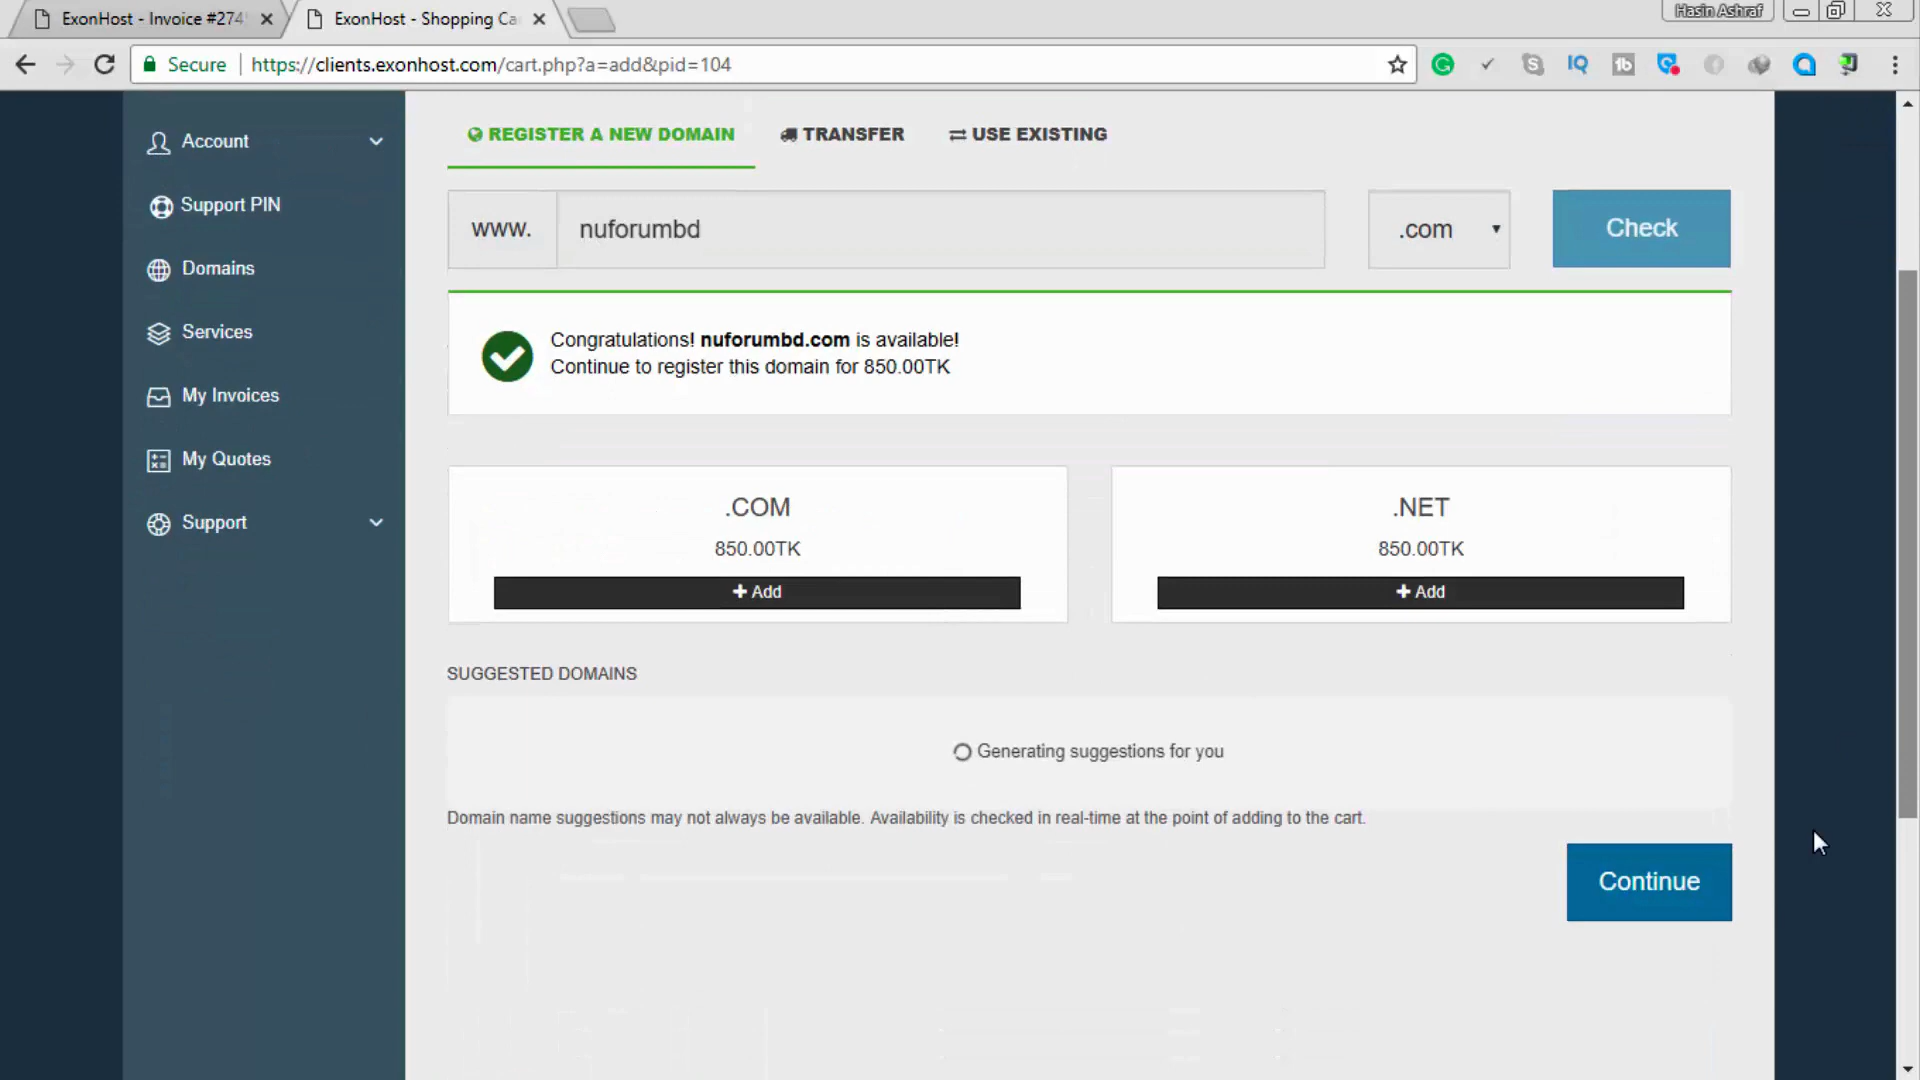 ExonHost - Invoice #274
ExonHost - Shopping Ca
Hasin Ashraf
Secure
https://clients.exonhost.com/cart.php?a=add&pid=104
Account
Support PIN
Domains
Services
My Invoices
My Quotes
Support
REGISTER A NEW DOMAIN
TRANSFER
USE EXISTING
www.
nuforumbd
.com
Check
Congratulations! nuforumbd.com is available!
Continue to register this domain for 850.00TK
.COM
850.00TK
Add
.NET
850.00TK
Add
SUGGESTED DOMAINS
Generating suggestions for you
Domain name suggestions may not always be available. Availability is checked in real-time at the point of adding to the cart.
Continue